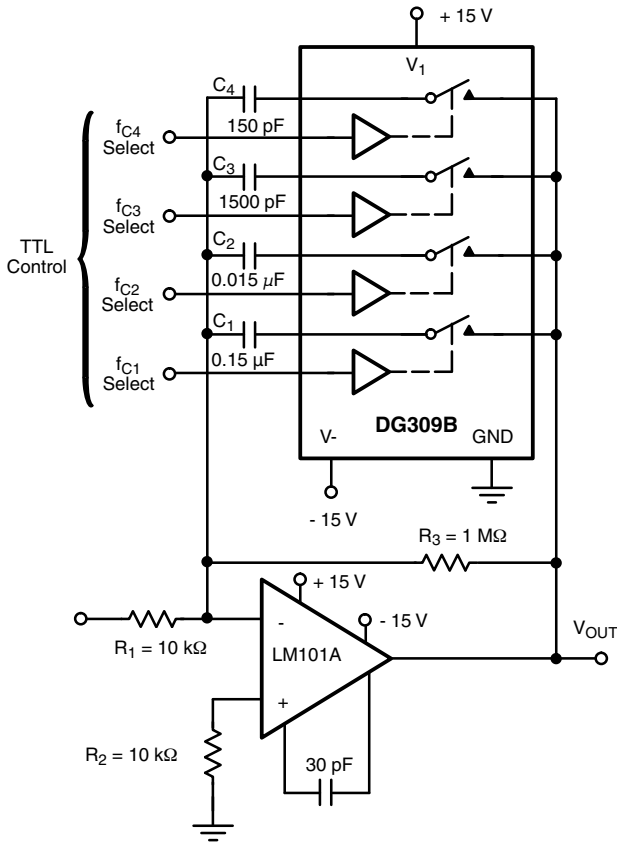 + 15 V
V1
C4
fC4
Select
150 pF
C3
fC3
Select
1500 pF
TTL
Control
C2
fC2
Select
0.015 µF
C1
fC1
Select
0.15 µF
DG309B
V-
GND
- 15 V
R3 = 1 MΩ
+ 15 V
- 15 V
-
R1 = 10 kΩ
LM101A
VOUT
+
R2 = 10 kΩ
30 pF